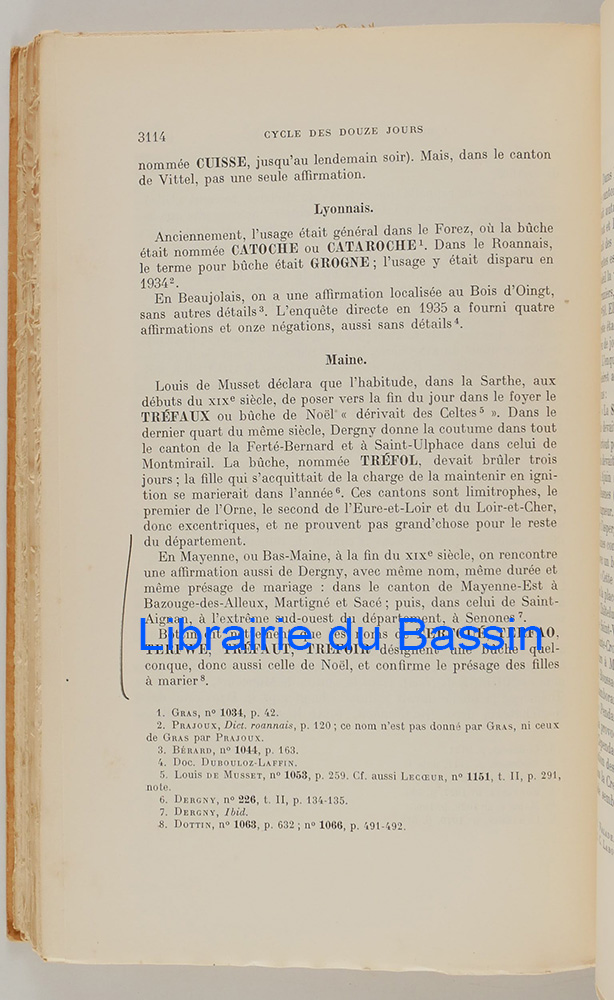 3114
CYCLE DES DOUZE JOURS
nommée CUISSE, jusqu'au lendemain soir). Mais, dans le canton
de Vittel, pas une seule affirmation.
Lyonnais.
Anciennement, l'usage était général dans le Forez, où la bûche
était nommée CATOCHE ou CATAROCHE¹. Dans le Roannais,
le terme pour bûche était GROGNE ; l'usage y était disparu en
1934².
En Beaujolais, on a une affirmation localisée au Bois d'Oingt,
sans autres détails³. L'enquête directe en 1935 a fourni quatre
affirmations et onze négations, aussi sans détails⁴.
Maine.
Louis de Musset déclara que l'habitude, dans la Sarthe, aux
débuts du XIXe siècle, de poser vers la fin du jour dans le foyer le
TRÉFAUX ou bûche de Noël « dérivait des Celtes⁵ ». Dans le
dernier quart du même siècle, Dergny donne la coutume dans tout
le canton de la Ferté-Bernard et à Saint-Ulphace dans celui de
Montmirail. La bûche, nommée TRÉFOL, devait brûler trois
jours ; la fille qui s'acquittait de la charge de la maintenir en igni-
tion se marierait dans l'année⁶. Ces cantons sont limitrophes, le
premier de l'Orne, le second de l'Eure-et-Loir et du Loir-et-Cher,
donc excentriques, et ne prouvent pas grand'chose pour le reste
du département.
En Mayenne, ou Bas-Maine, à la fin du XIXe siècle, on rencontre
une affirmation aussi de Dergny, avec même nom, même durée et
même présage de mariage : dans le canton de Mayenne-Est à
Bazouge-des-Alleux, Martigné et Sacé ; puis, dans celui de Saint-
Aignan, à l'extrême sud-ouest du département, à Senones⁷.
Librairie du Bassin
TRÉFAUT, TREFOIR désignent une bûche quel-
conque, donc aussi celle de Noël, et confirme le présage des filles
à marier⁸.
1. GRAS, nº 1034, p. 42.
2. PRAJOUX, Dict. roannais, p. 120 ; ce nom n'est pas donné par GRAS, ni ceux
de GRAS par PRAJOUX.
3. BÉRARD, nº 1044, p. 163.
4. Doc. DUBOULOZ-LAFFIN.
5. Louis DE MUSSET, nº 1053, p. 259. Cf. aussi LECŒUR, nº 1151, t. II, p. 291,
note.
6. DERGNY, nº 226, t. II, p. 134-135.
7. DERGNY, Ibid.
8. DOTTIN, nº 1063, p. 632 ; nº 1066, p. 491-492.